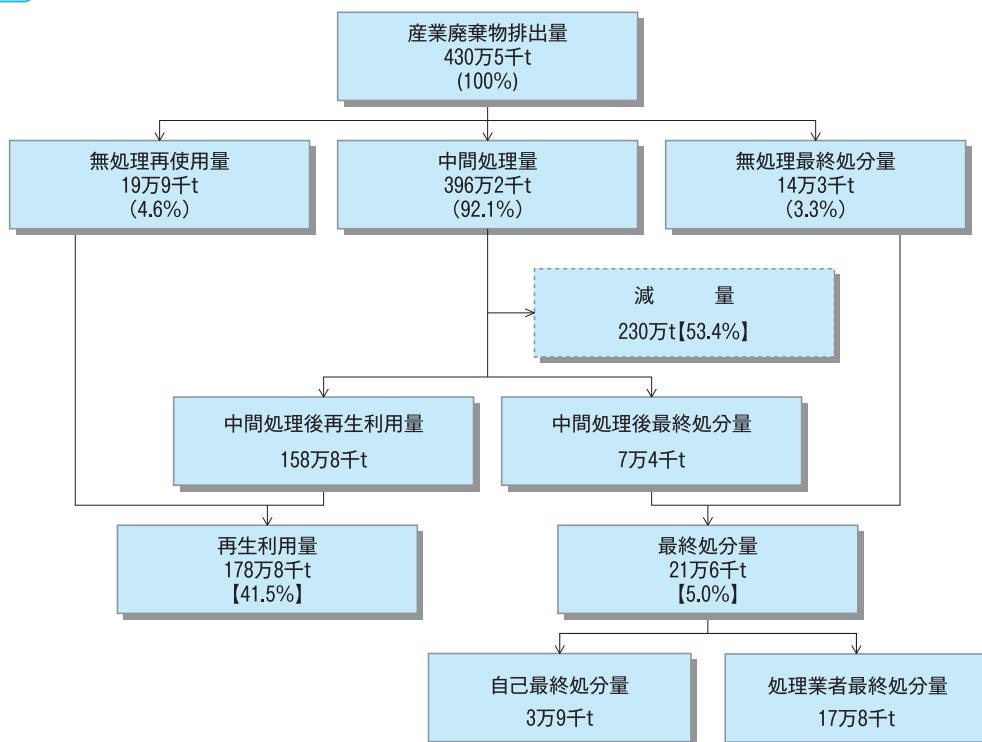 産業廃棄物排出量
430万5千t
(100%)
無処理再使用量
19万9千t
(4.6%)
中間処理量
396万2千t
(92.1%)
無処理最終処分量
14万3千t
(3.3%)
減 量
230万t【53.4%】
中間処理後再生利用量
158万8千t
中間処理後最終処分量
7万4千t
再生利用量
178万8千t
【41.5%】
最終処分量
21万6千t
【5.0%】
自己最終処分量
3万9千t
処理業者最終処分量
17万8千t